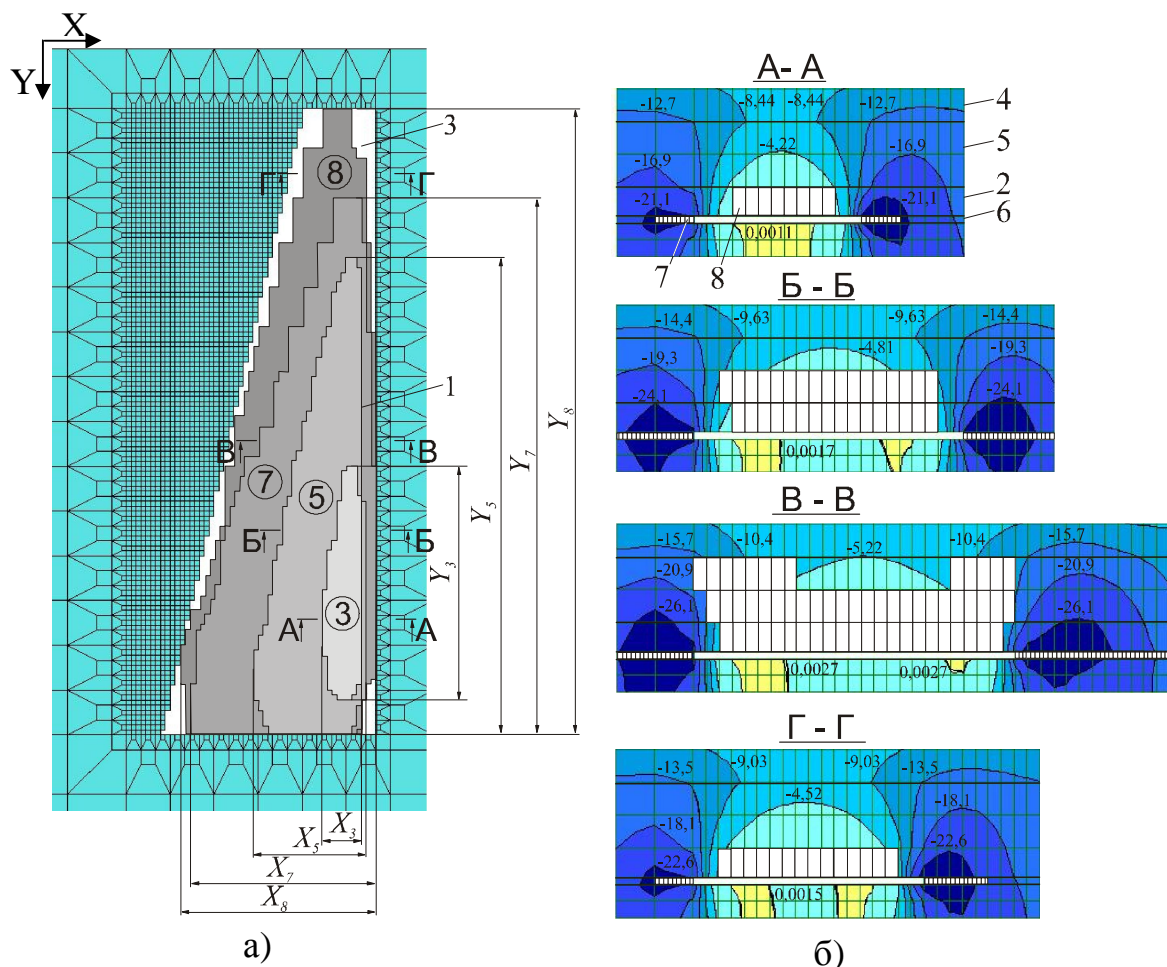 X
Y
3
8
Г Г
1
В В
7
5
Б Б
3
А А
Y₃
Y₅
Y₇
Y₈
X₃
X₅
X₇
X₈
а)
А- А
-12,7 -8,44 -8,44 -12,7
4
-4,22
5
-16,9 -16,9
2
-21,1 -21,1
6
0,0011
7 8
Б - Б
-14,4 -9,63 -9,63 -14,4
-19,3 -4,81 -19,3
-24,1 -24,1
0,0017
В - В
-15,7 -10,4 -5,22 -10,4 -15,7
-20,9 -20,9
-26,1 -26,1
0,0027 0,0027
Г - Г
-13,5 -9,03 -9,03 -13,5
-4,52
-18,1 -18,1
-22,6 -22,6
0,0015
б)